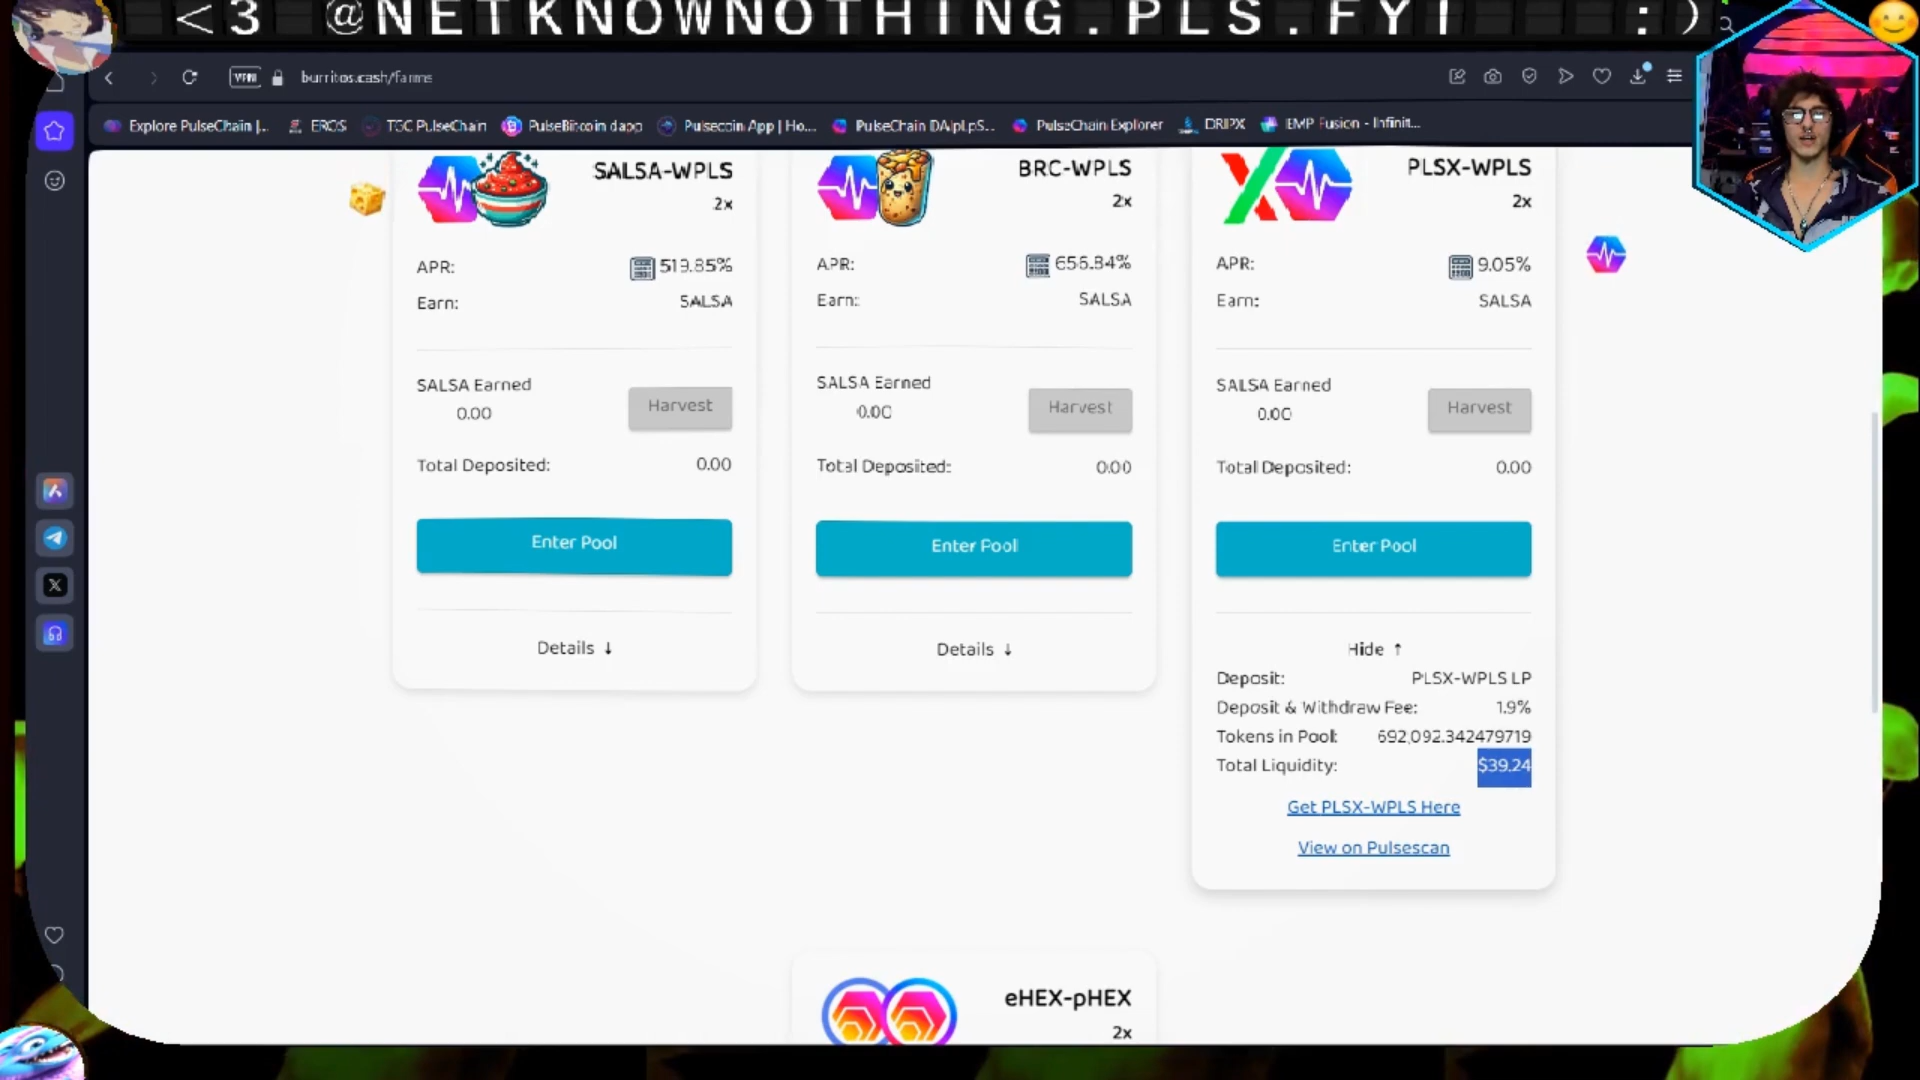 <3 @NETKNOWNOTHING.PLS.FYI :)
VPN burritos.cash/farms
Explore PulseChain |... EROS TSC PulseChain PulseBitcoin dapp Pulsecoin App | Ho... PulseChain DAI pLpS... PulseChain Explorer DRIPX EMP Fusion - Infinit...
SALSA-WPLS
2x
APR: 519.85%
Earn: SALSA
SALSA Earned
0.00
Harvest
Total Deposited: 0.00
Enter Pool
Details ↓
BRC-WPLS
2x
APR: 656.84%
Earn: SALSA
SALSA Earned
0.00
Harvest
Total Deposited: 0.00
Enter Pool
Details ↓
PLSX-WPLS
2x
APR: 9.05%
Earn: SALSA
SALSA Earned
0.00
Harvest
Total Deposited: 0.00
Enter Pool
Hide ↑
Deposit: PLSX-WPLS LP
Deposit & Withdraw Fee: 1.9%
Tokens in Pool: 692,092.342479719
Total Liquidity: $39.24
Get PLSX-WPLS Here
View on Pulsescan
eHEX-pHEX
2x